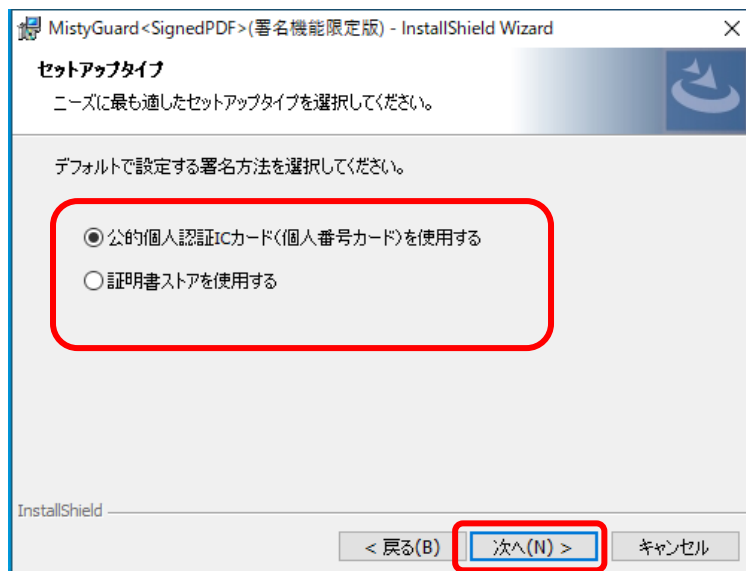 MistyGuard<SignedPDF>(署名機能限定版) - InstallShield Wizard
セットアップタイプ
ニーズに最も適したセットアップタイプを選択してください。
デフォルトで設定する署名方法を選択してください。
公的個人認証ICカード(個人番号カード)を使用する
証明書ストアを使用する
InstallShield
< 戻る(B)
次へ(N) >
キャンセル